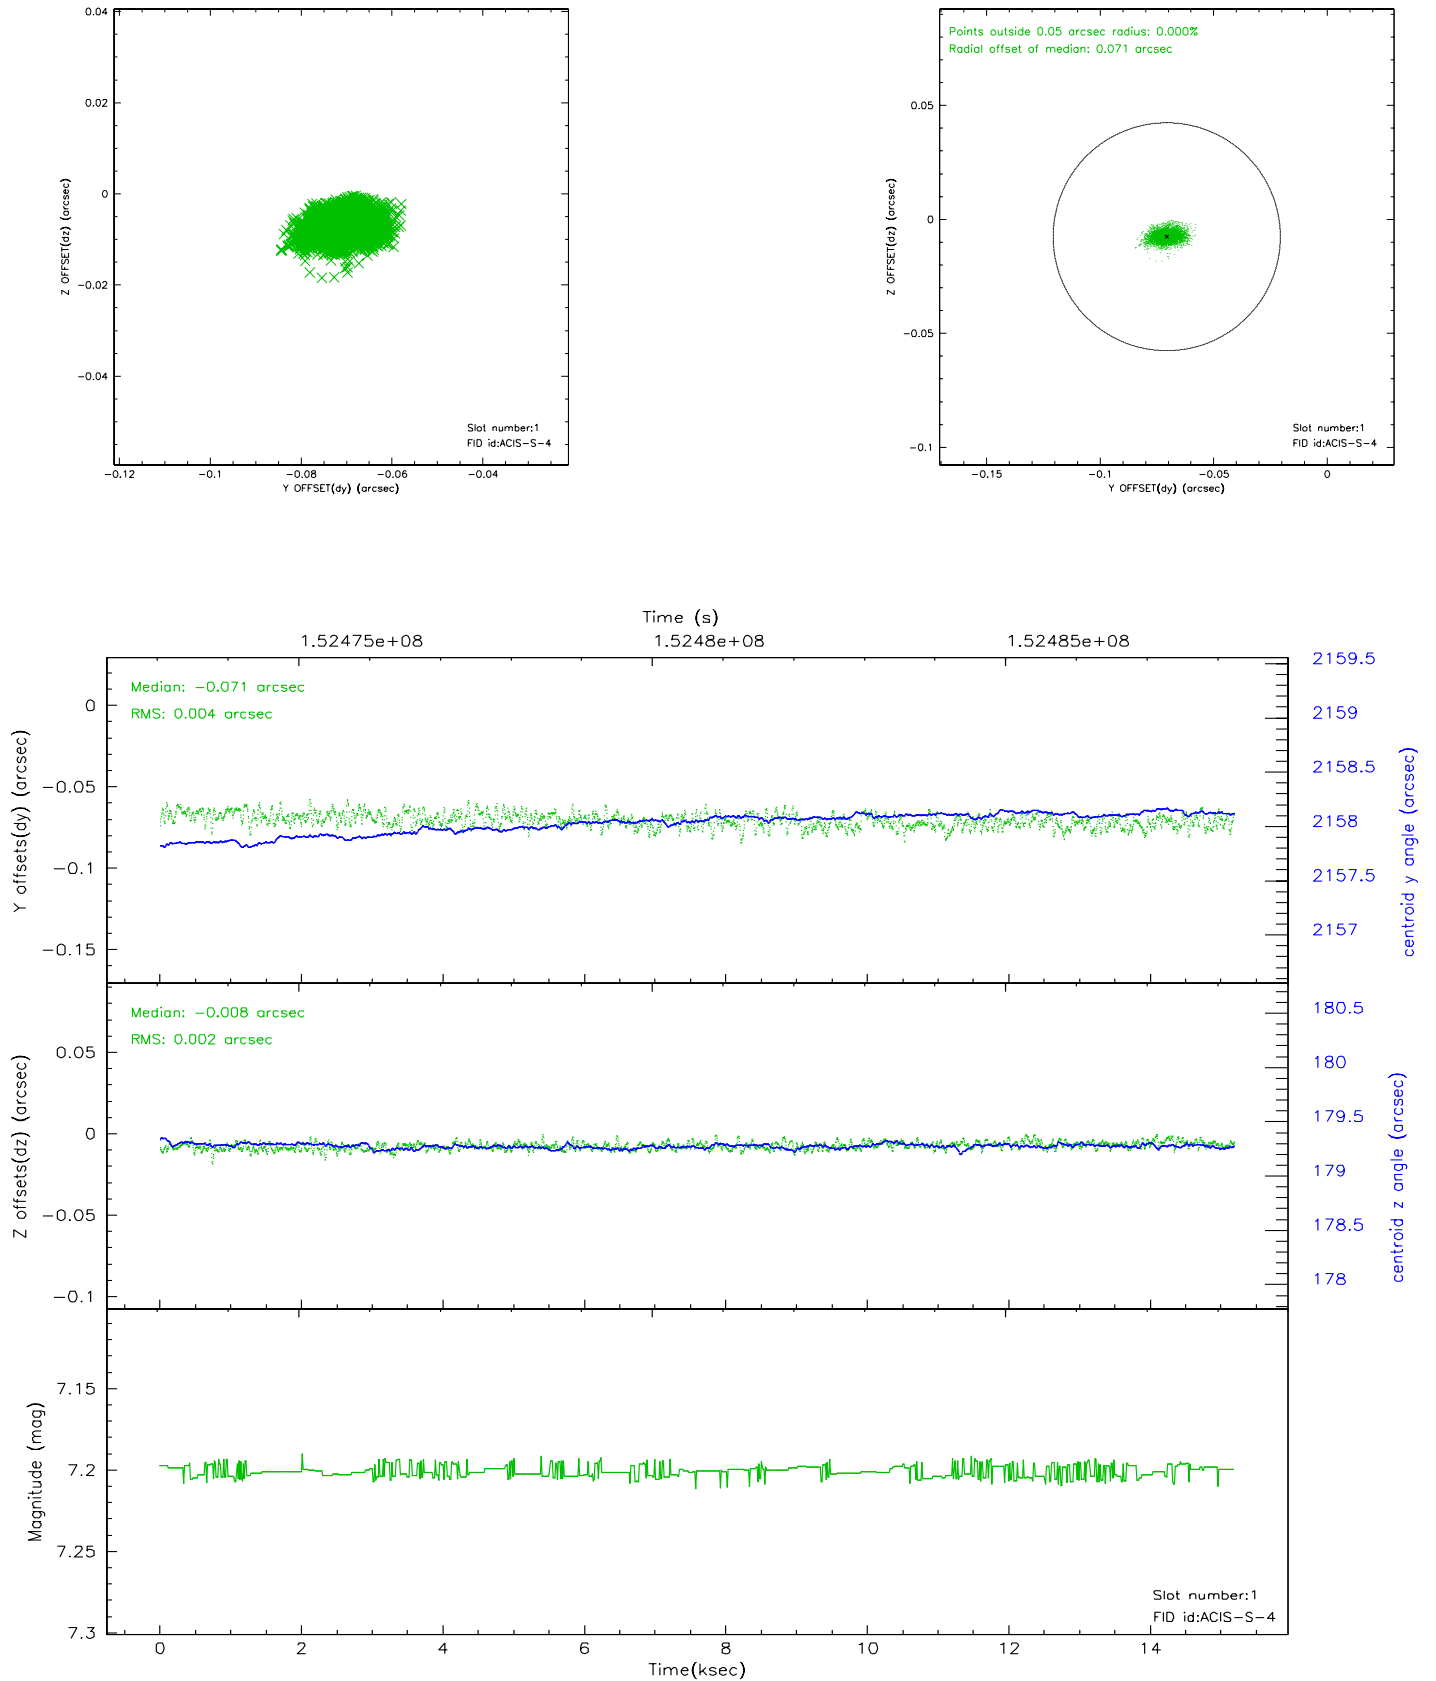 0.04
0.02
0
−0.02
−0.04
Z OFFSET(dz) (arcsec)
Slot number:1
FID id:ACIS−S−4
−0.12 −0.1 −0.08 −0.06 −0.04
Y OFFSET(dy) (arcsec)
Points outside 0.05 arcsec radius: 0.000%
Radial offset of median: 0.071 arcsec
0.05
0
−0.05
−0.1
Z OFFSET(dz) (arcsec)
Slot number:1
FID id:ACIS−S−4
−0.15 −0.1 −0.05 0
Y OFFSET(dy) (arcsec)
Time (s)
1.52475e+08 1.5248e+08 1.52485e+08
Median: −0.071 arcsec
RMS: 0.004 arcsec
0
−0.05
−0.1
−0.15
Y offsets(dy) (arcsec)
2159.5
2159
2158.5
2158
2157.5
2157
centroid y angle (arcsec)
Median: −0.008 arcsec
RMS: 0.002 arcsec
0.05
0
−0.05
−0.1
Z offsets(dz) (arcsec)
180.5
180
179.5
179
178.5
178
centroid z angle (arcsec)
7.15
7.2
7.25
7.3
Magnitude (mag)
Slot number:1
FID id:ACIS−S−4
0 2 4 6 8 10 12 14
Time(ksec)